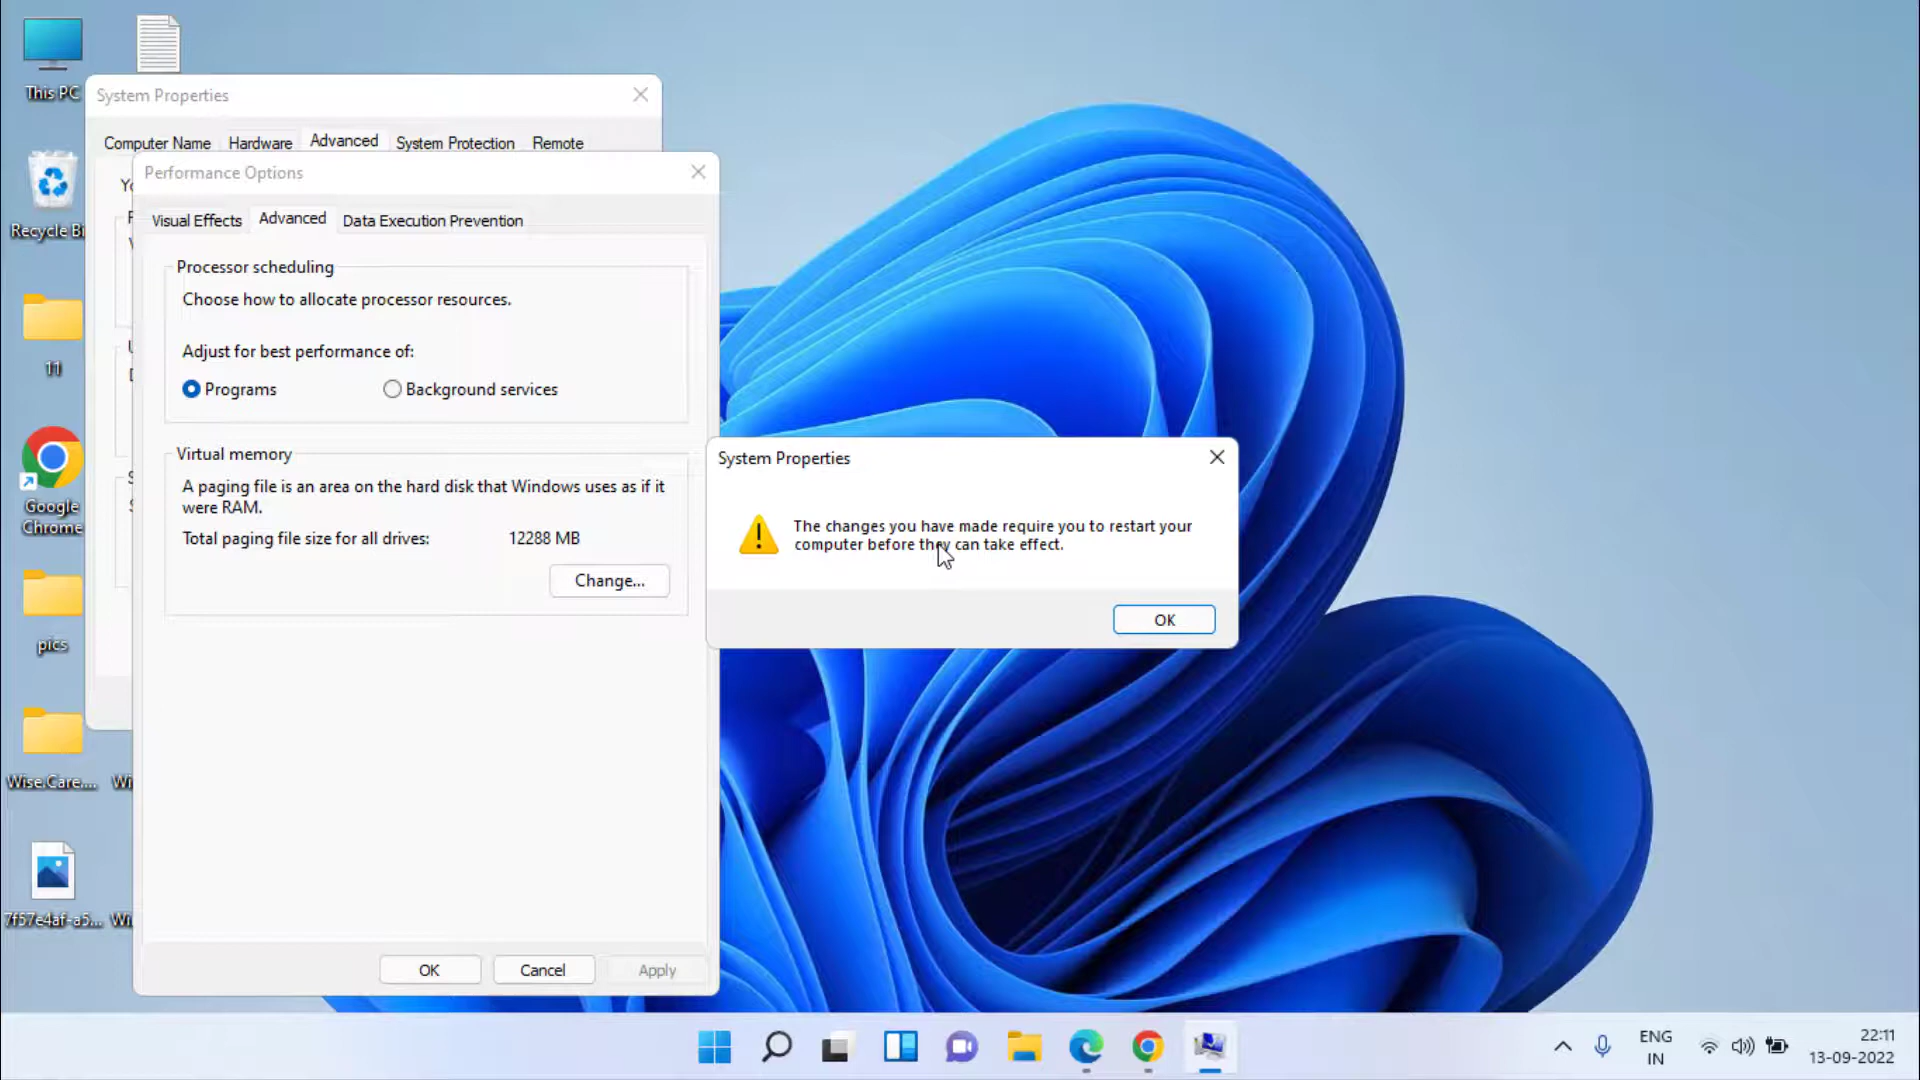 This PC
Recycle Bi
11
Google
Chrome
pics
Wise.Care....
Wi
7f57e4af-a5...
Wi
System Properties
Computer Name
Hardware
Advanced
System Protection
Remote
Performance Options
Visual Effects
Advanced
Data Execution Prevention
Processor scheduling
Choose how to allocate processor resources.
Adjust for best performance of:
Programs
Background services
Virtual memory
A paging file is an area on the hard disk that Windows uses as if it
were RAM.
Total paging file size for all drives:
12288 MB
Change...
OK
Cancel
Apply
System Properties
The changes you have made require you to restart your
computer before they can take effect.
OK
ENG
IN
22:11
13-09-2022